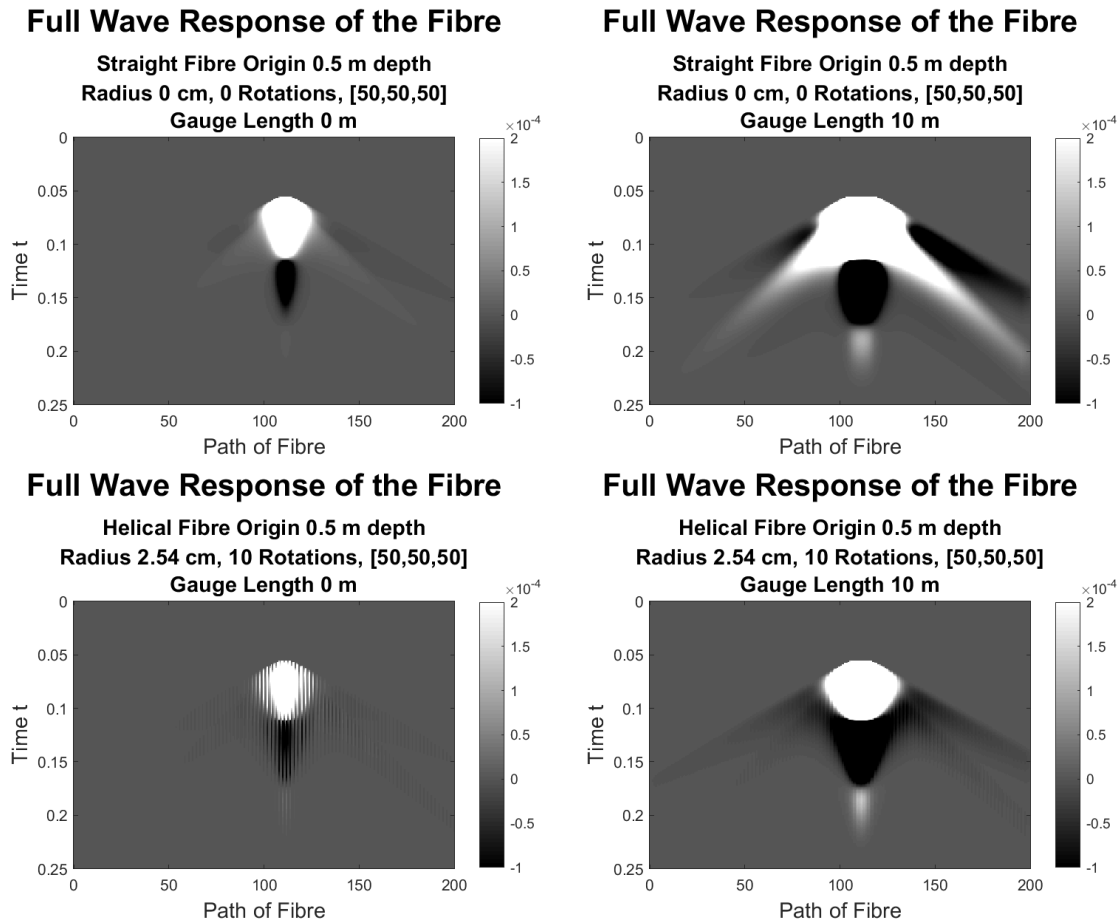 Full Wave Response of the Fibre
Straight Fibre Origin 0.5 m depth
Radius 0 cm, 0 Rotations, [50,50,50]
Gauge Length 0 m
×10-4
0
0.05
0.1
0.15
0.2
0.25
Time t
0 50 100 150 200
Path of Fibre
2
1.5
1
0.5
0
-0.5
-1
Full Wave Response of the Fibre
Straight Fibre Origin 0.5 m depth
Radius 0 cm, 0 Rotations, [50,50,50]
Gauge Length 10 m
×10-4
0
0.05
0.1
0.15
0.2
0.25
Time t
0 50 100 150 200
Path of Fibre
2
1.5
1
0.5
0
-0.5
-1
Full Wave Response of the Fibre
Helical Fibre Origin 0.5 m depth
Radius 2.54 cm, 10 Rotations, [50,50,50]
Gauge Length 0 m
×10-4
0
0.05
0.1
0.15
0.2
0.25
Time t
0 50 100 150 200
Path of Fibre
2
1.5
1
0.5
0
-0.5
-1
Full Wave Response of the Fibre
Helical Fibre Origin 0.5 m depth
Radius 2.54 cm, 10 Rotations, [50,50,50]
Gauge Length 10 m
×10-4
0
0.05
0.1
0.15
0.2
0.25
Time t
0 50 100 150 200
Path of Fibre
2
1.5
1
0.5
0
-0.5
-1